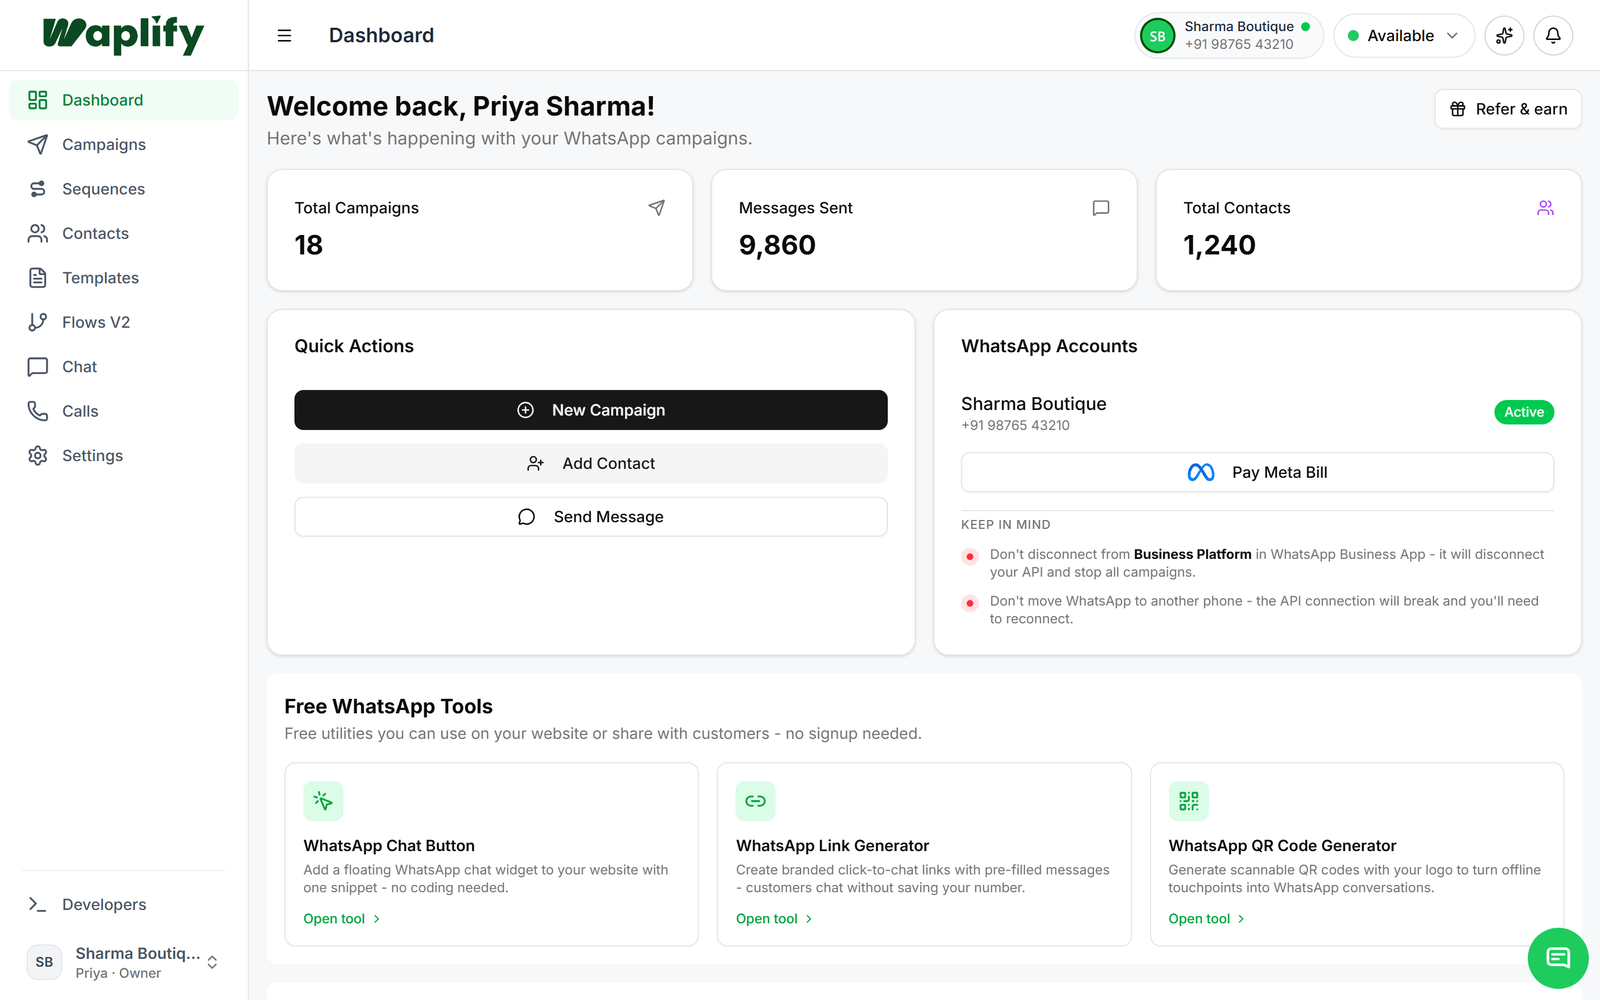 Waplify
Dashboard
SB
Sharma Boutique
+91 98765 43210
Available
Dashboard
Campaigns
Sequences
Contacts
Templates
Flows V2
Chat
Calls
Settings
Developers
SB
Sharma Boutiq...
Priya · Owner
Welcome back, Priya Sharma!
Here's what's happening with your WhatsApp campaigns.
Refer & earn
Total Campaigns
18
Messages Sent
9,860
Total Contacts
1,240
Quick Actions
New Campaign
Add Contact
Send Message
WhatsApp Accounts
Sharma Boutique
+91 98765 43210
Active
Pay Meta Bill
KEEP IN MIND
Don't disconnect from Business Platform in WhatsApp Business App - it will disconnect
your API and stop all campaigns.
Don't move WhatsApp to another phone - the API connection will break and you'll need
to reconnect.
Free WhatsApp Tools
Free utilities you can use on your website or share with customers - no signup needed.
WhatsApp Chat Button
Add a floating WhatsApp chat widget to your website with
one snippet - no coding needed.
Open tool
WhatsApp Link Generator
Create branded click-to-chat links with pre-filled messages
- customers chat without saving your number.
Open tool
WhatsApp QR Code Generator
Generate scannable QR codes with your logo to turn offline
touchpoints into WhatsApp conversations.
Open tool